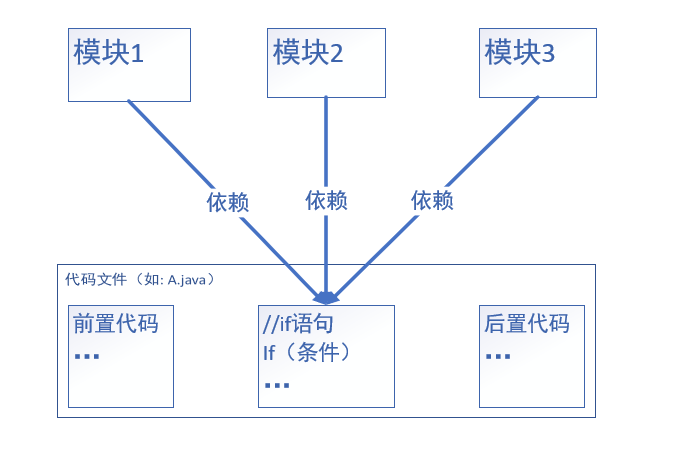 模块1
模块2
模块3
依赖
依赖
依赖
代码文件（如: A.java）
前置代码
...
//if语句
If（条件）
...
后置代码
...